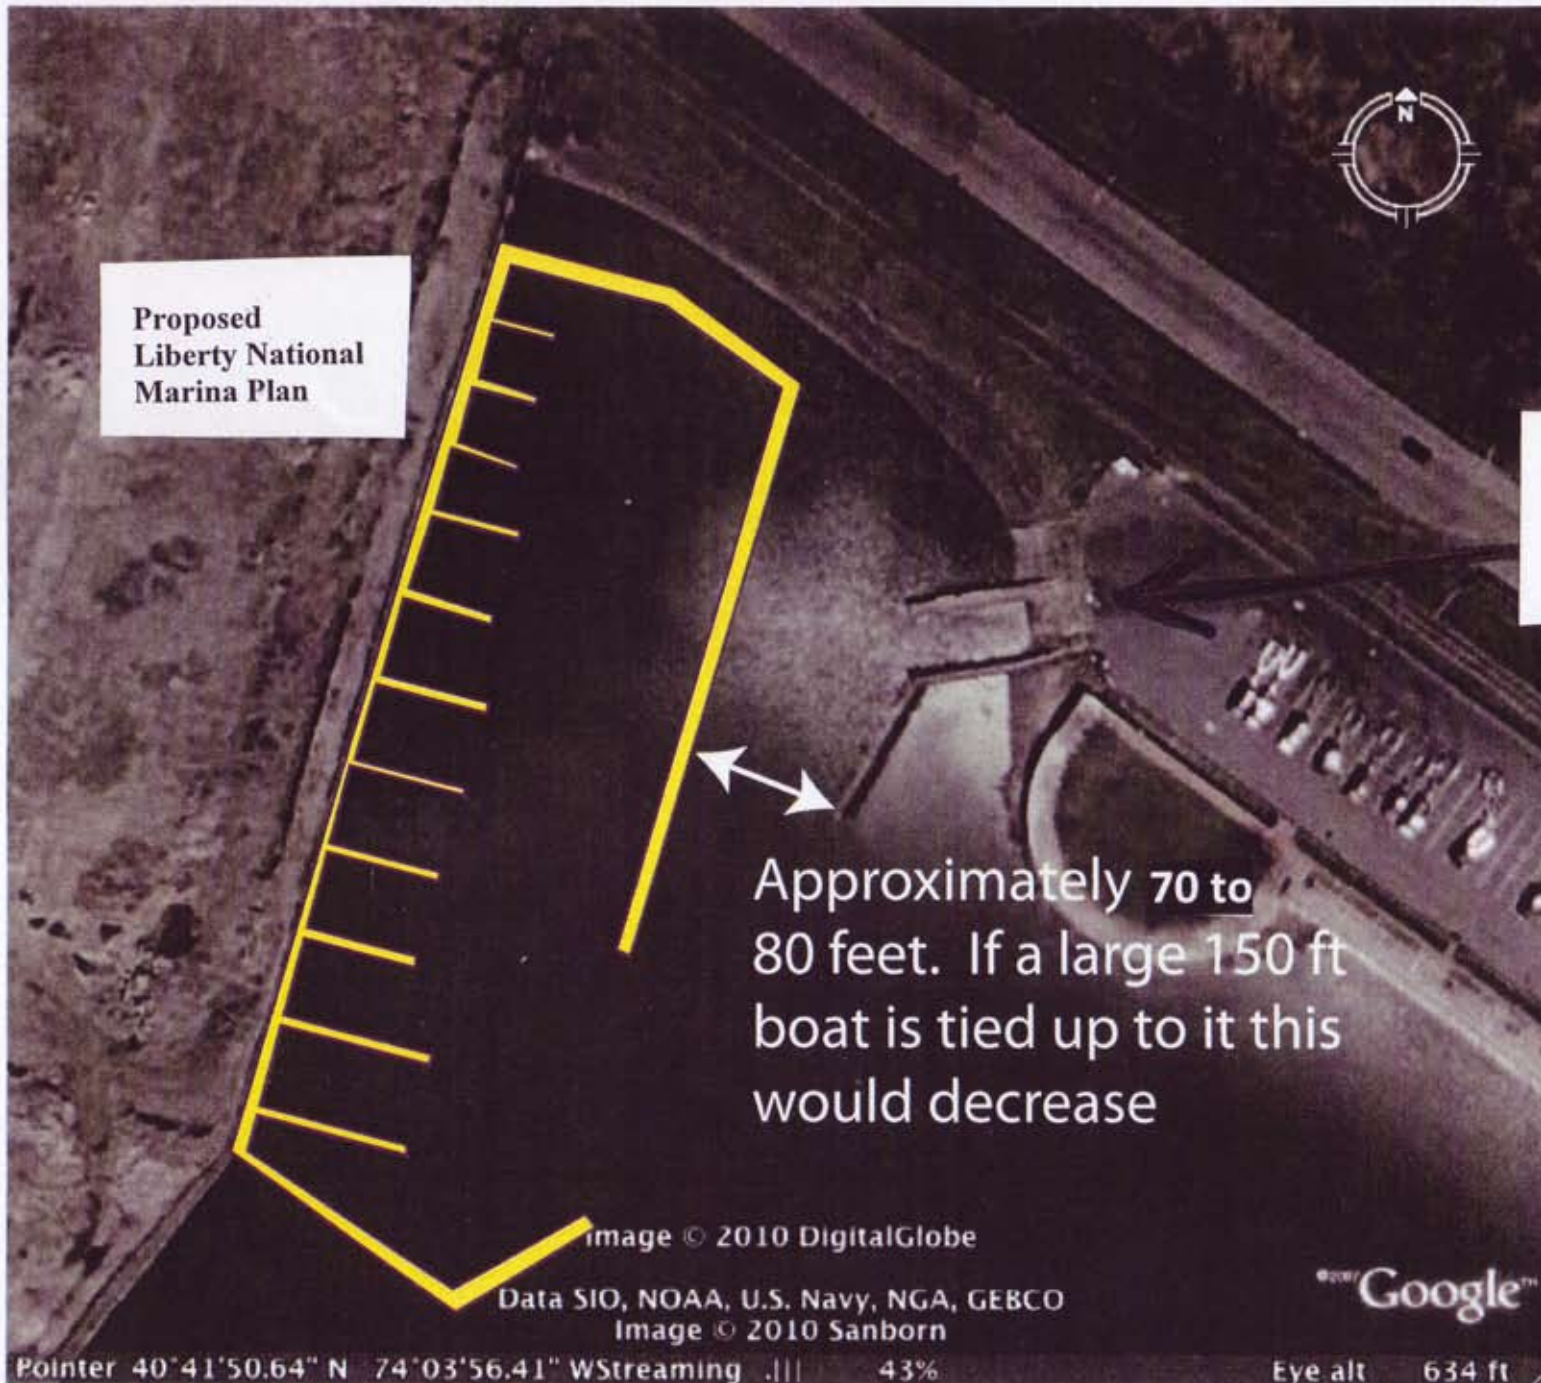 N
Proposed
Liberty National
Marina Plan
Approximately 70 to
80 feet. If a large 150 ft
boat is tied up to it this
would decrease
Image © 2010 DigitalGlobe
Data SIO, NOAA, U.S. Navy, NGA, GEBCO
Image © 2010 Sanborn
©2007 Google™
Pointer 40°41'50.64" N 74°03'56.41" W Streaming .||| 43% Eye alt 634 ft